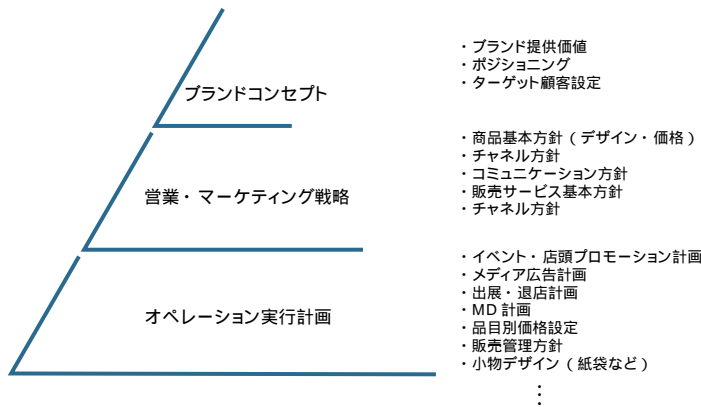 ブランドコンセプト
・ブランド提供価値
・ポジショニング
・ターゲット顧客設定
営業・マーケティング戦略
・商品基本方針（デザイン・価格）
・チャネル方針
・コミュニケーション方針
・販売サービス基本方針
・チャネル方針
オペレーション実行計画
・イベント・店頭プロモーション計画
・メディア広告計画
・出展・退店計画
・MD計画
・品目別価格設定
・販売管理方針
・小物デザイン（紙袋など）
⋮